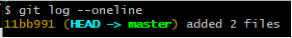 $ git log --oneline
11bb991 (HEAD -> master) added 2 files